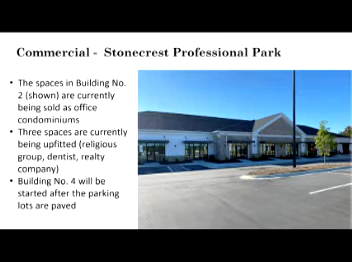 Commercial - Stonecrest Professional Park
• The spaces in Building No.
2 (shown) are currently
being sold as office
condominiums
• Three spaces are currently
being upfitted (religious
group, dentist, realty
company)
• Building No. 4 will be
started after the parking
lots are paved